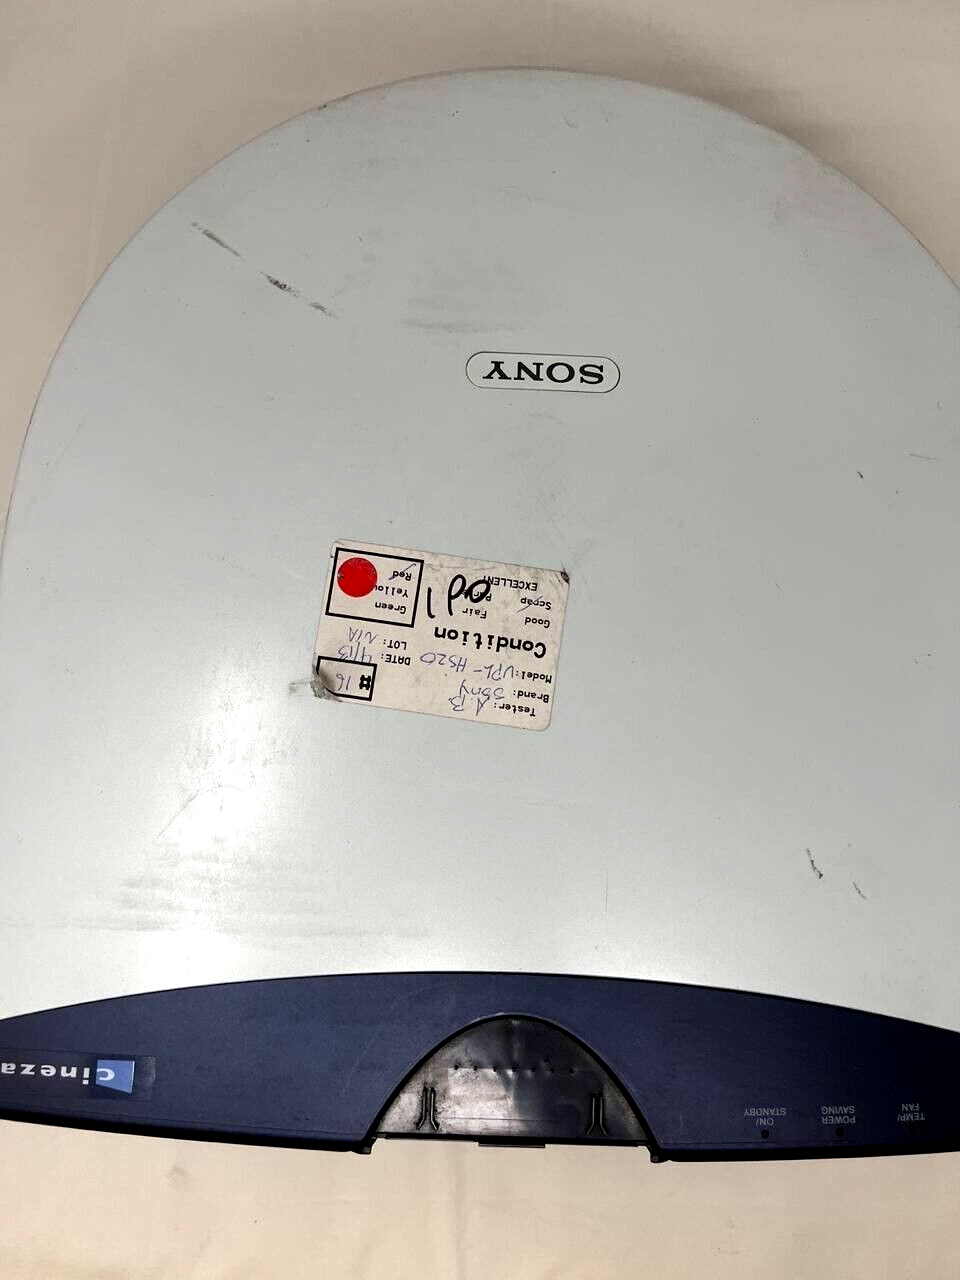 SONY
Tester: A.B.
Brand: Sony
Model: VPL-HS20
# 16
DATE: 4/13
LOT: N/A
Condition
Good
Fair
Scrap
EXCELLENT
Green
Yellow
Red
ON/
STANDBY
POWER
SAVING
TEMP/
FAN
cineza